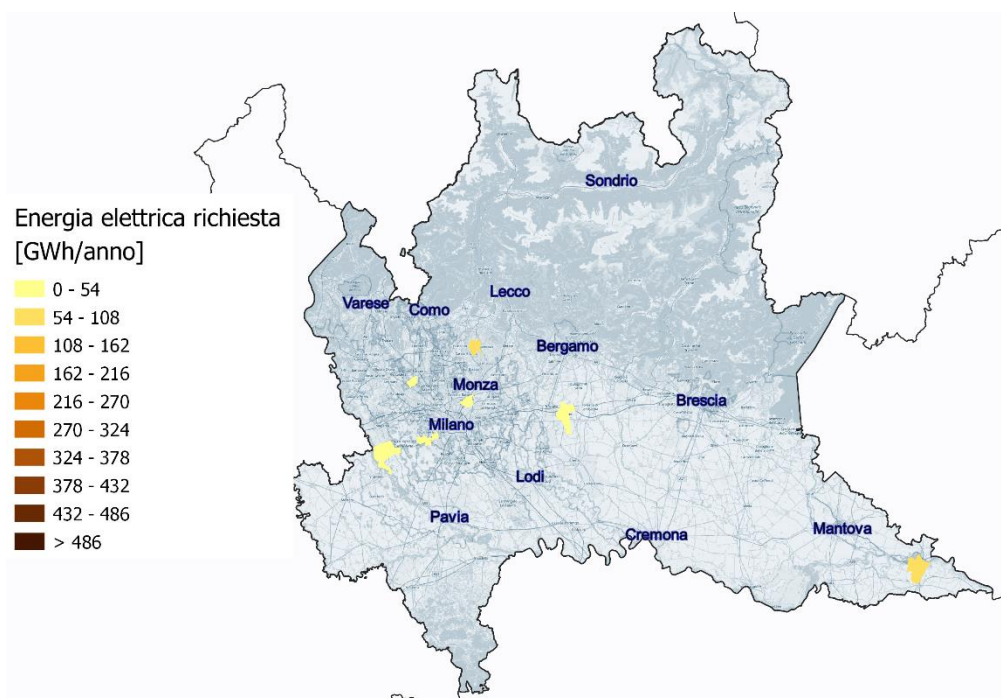 Sondrio
Energia elettrica richiesta
[GWh/anno]
0 - 54
54 - 108
108 - 162
162 - 216
216 - 270
270 - 324
324 - 378
378 - 432
432 - 486
> 486
Varese
Como
Lecco
Bergamo
Monza
Brescia
Milano
Lodi
Pavia
Cremona
Mantova